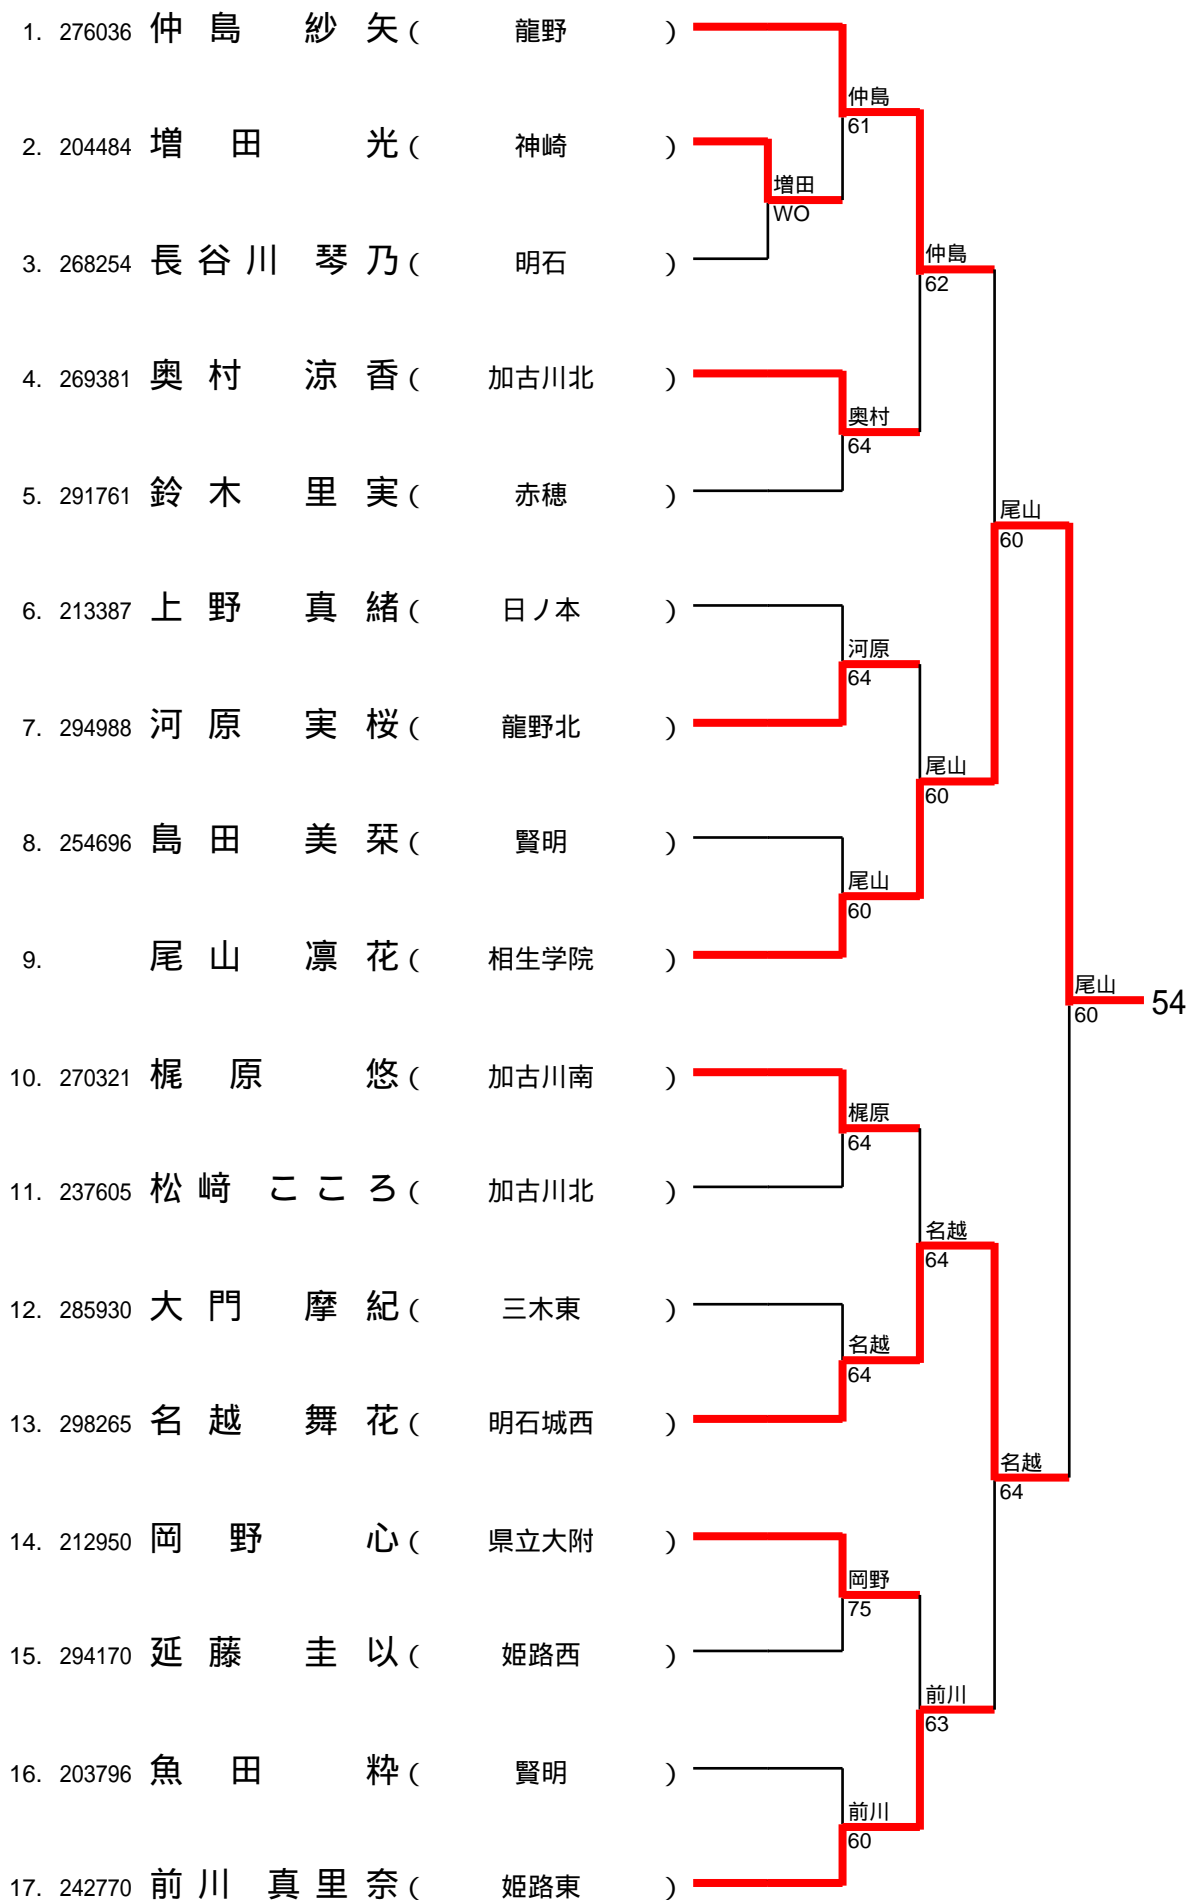 1. 276036 仲島 紗矢 ( 龍野 )
仲島
61
2. 204484 増田 光 ( 神崎 )
増田
WO
3. 268254 長谷川 琴乃 ( 明石 )
仲島
62
4. 269381 奥村 涼香 ( 加古川北 )
奥村
64
5. 291761 鈴木 里実 ( 赤穂 )
尾山
60
6. 213387 上野 真緒 ( 日ノ本 )
河原
64
7. 294988 河原 実桜 ( 龍野北 )
尾山
60
8. 254696 島田 美栞 ( 賢明 )
尾山
60
9. 尾山 凛花 ( 相生学院 )
尾山
60
54
10. 270321 梶原 悠 ( 加古川南 )
梶原
64
11. 237605 松﨑 こころ ( 加古川北 )
名越
64
12. 285930 大門 摩紀 ( 三木東 )
名越
64
13. 298265 名越 舞花 ( 明石城西 )
名越
64
14. 212950 岡野 心 ( 県立大附 )
岡野
75
15. 294170 延藤 圭以 ( 姫路西 )
前川
63
16. 203796 魚田 粋 ( 賢明 )
前川
60
17. 242770 前川 真里奈 ( 姫路東 )